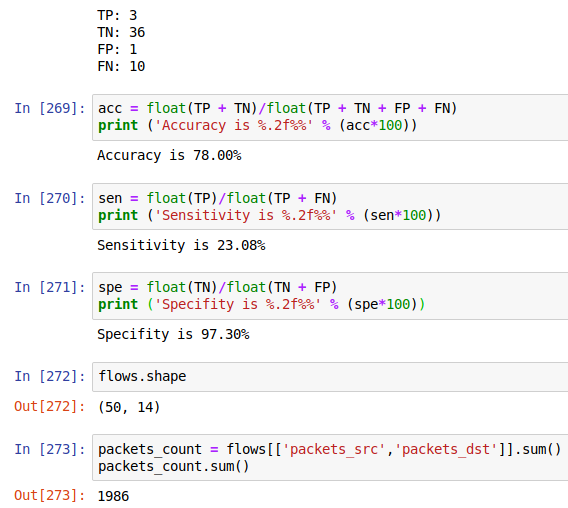 TP: 3
TN: 36
FP: 1
FN: 10
In [269]: acc = float(TP + TN)/float(TP + TN + FP + FN)
print ('Accuracy is %.2f%%' % (acc*100))
Accuracy is 78.00%
In [270]: sen = float(TP)/float(TP + FN)
print ('Sensitivity is %.2f%%' % (sen*100))
Sensitivity is 23.08%
In [271]: spe = float(TN)/float(TN + FP)
print ('Specifity is %.2f%%' % (spe*100))
Specifity is 97.30%
In [272]: flows.shape
Out[272]: (50, 14)
In [273]: packets_count = flows[['packets_src','packets_dst']].sum()
packets_count.sum()
Out[273]: 1986